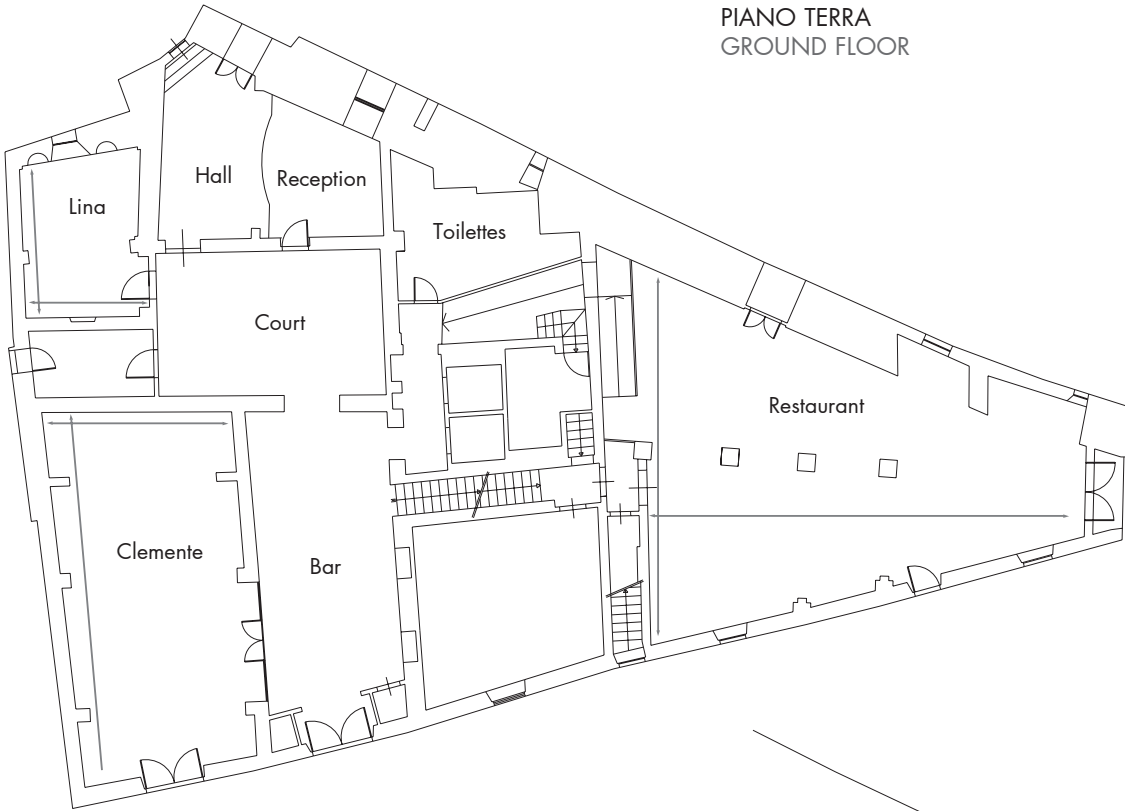 PIANO TERRA
GROUND FLOOR
Hall
Reception
Lina
Toilettes
Court
Restaurant
Clemente
Bar